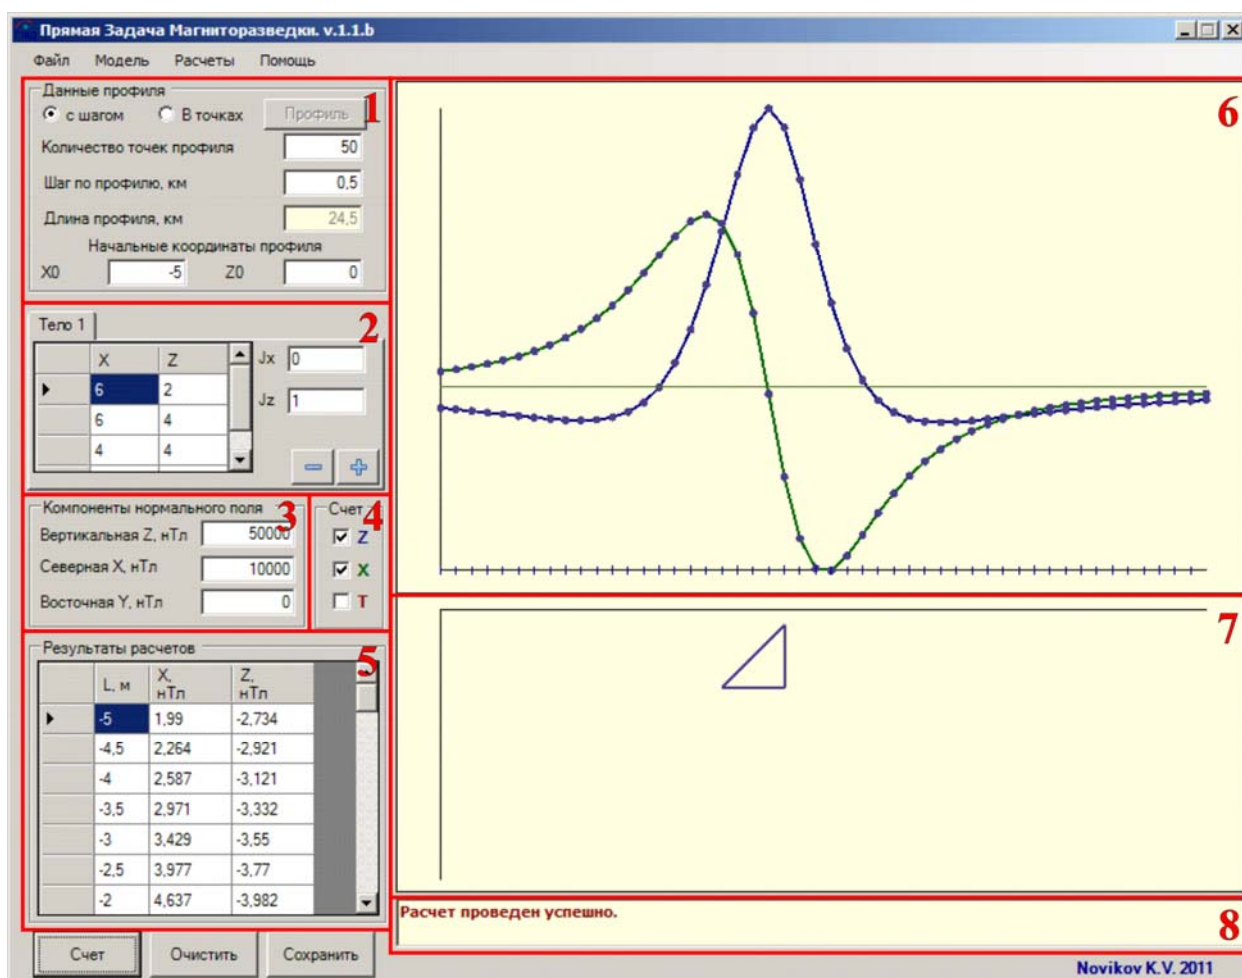 Прямая Задача Магниторазведки. v.1.1.b
Файл Модель Расчеты Помощь
Данные профиля
1
с шагом В точках Профиль
Количество точек профиля 50
Шаг по профилю, км 0,5
Длина профиля, км 24,5
Начальные координаты профиля
X0 -5 Z0 0
Тело 1
2
X Z
6 2
6 4
4 4
Jx 0
Jz 1
Компоненты нормального поля
3
Вертикальная Z, нТл 50000
Северная X, нТл 10000
Восточная Y, нТл 0
Счет
4
Z
X
T
Результаты расчетов
5
L, м X, нТл Z, нТл
-5 1,99 -2,734
-4,5 2,264 -2,921
-4 2,587 -3,121
-3,5 2,971 -3,332
-3 3,429 -3,55
-2,5 3,977 -3,77
-2 4,637 -3,982
Счет Очистить Сохранить
6
7
Расчет проведен успешно.
8
Novikov K.V. 2011